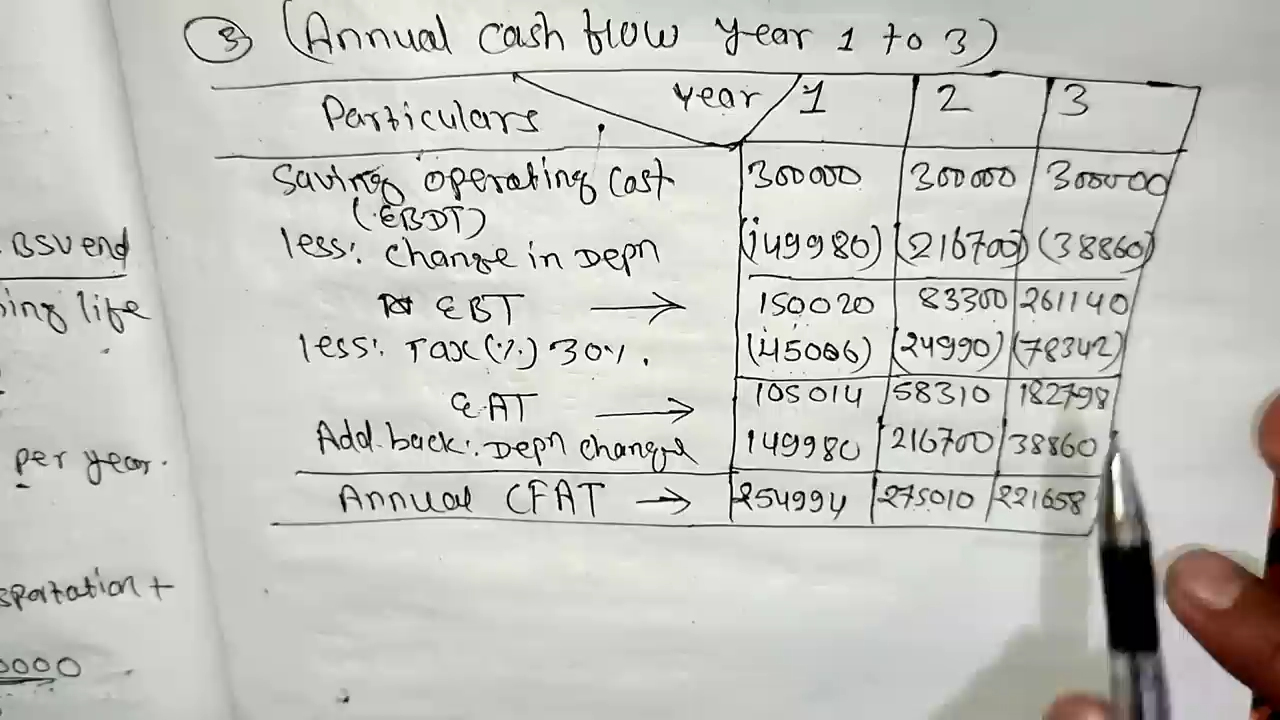 3 (Annual cash flow year 1 to 3)
Particulars year 1 2 3
Saving operating cost 300000 300000 300000
(EBDT)
less: change in Depn (149980) (216700) (38860)
EBT → 150020 83300 261140
less: Tax (%) 30%. (45006) (24990) (78342)
EAT → 105014 58310 182798
Add back: Depn change 149980 216700 38860
Annual CFAT → 254994 275010 221658
BSV end
ing life
per year.
sportation +
0000